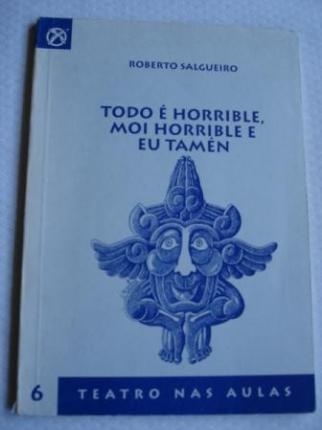 ROBERTO SALGUEIRO
TODO É HORRIBLE,
MOI HORRIBLE E
EU TAMÉN
6 TEATRO NAS AULAS